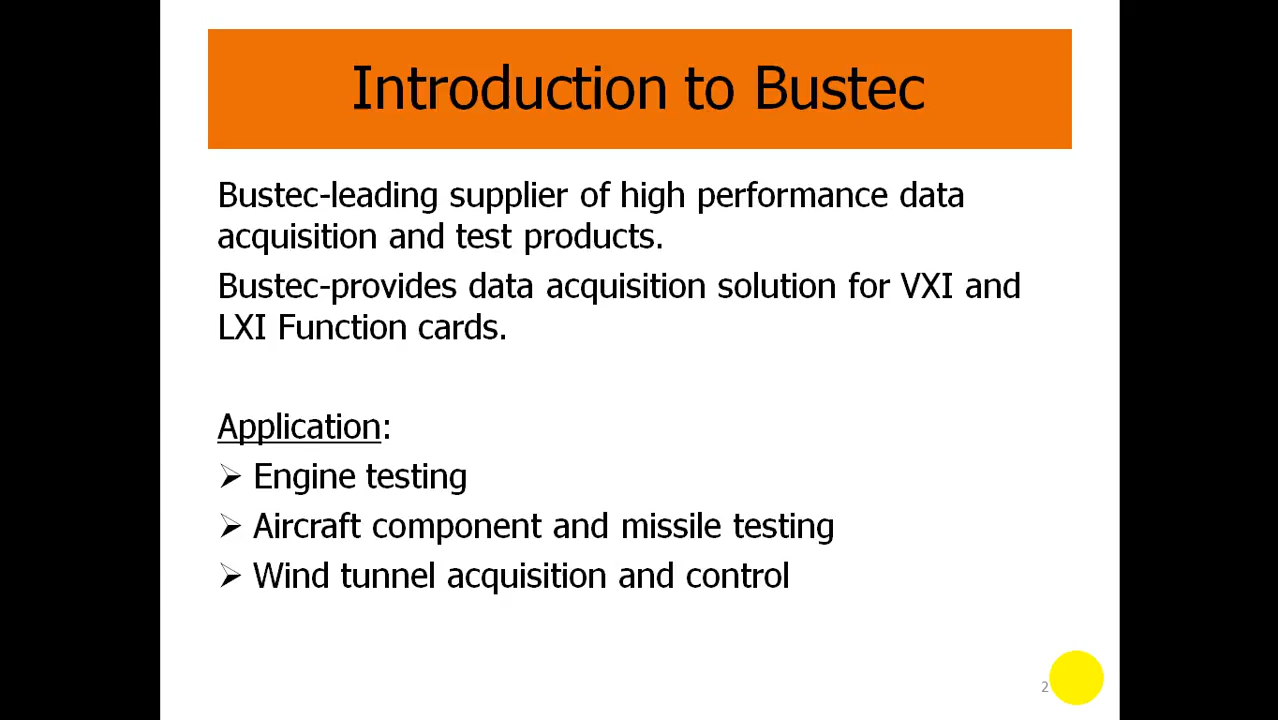 Introduction to Bustec
Bustec-leading supplier of high performance data
acquisition and test products.
Bustec-provides data acquisition solution for VXI and
LXI Function cards.
Application:
➢ Engine testing
➢ Aircraft component and missile testing
➢ Wind tunnel acquisition and control
2